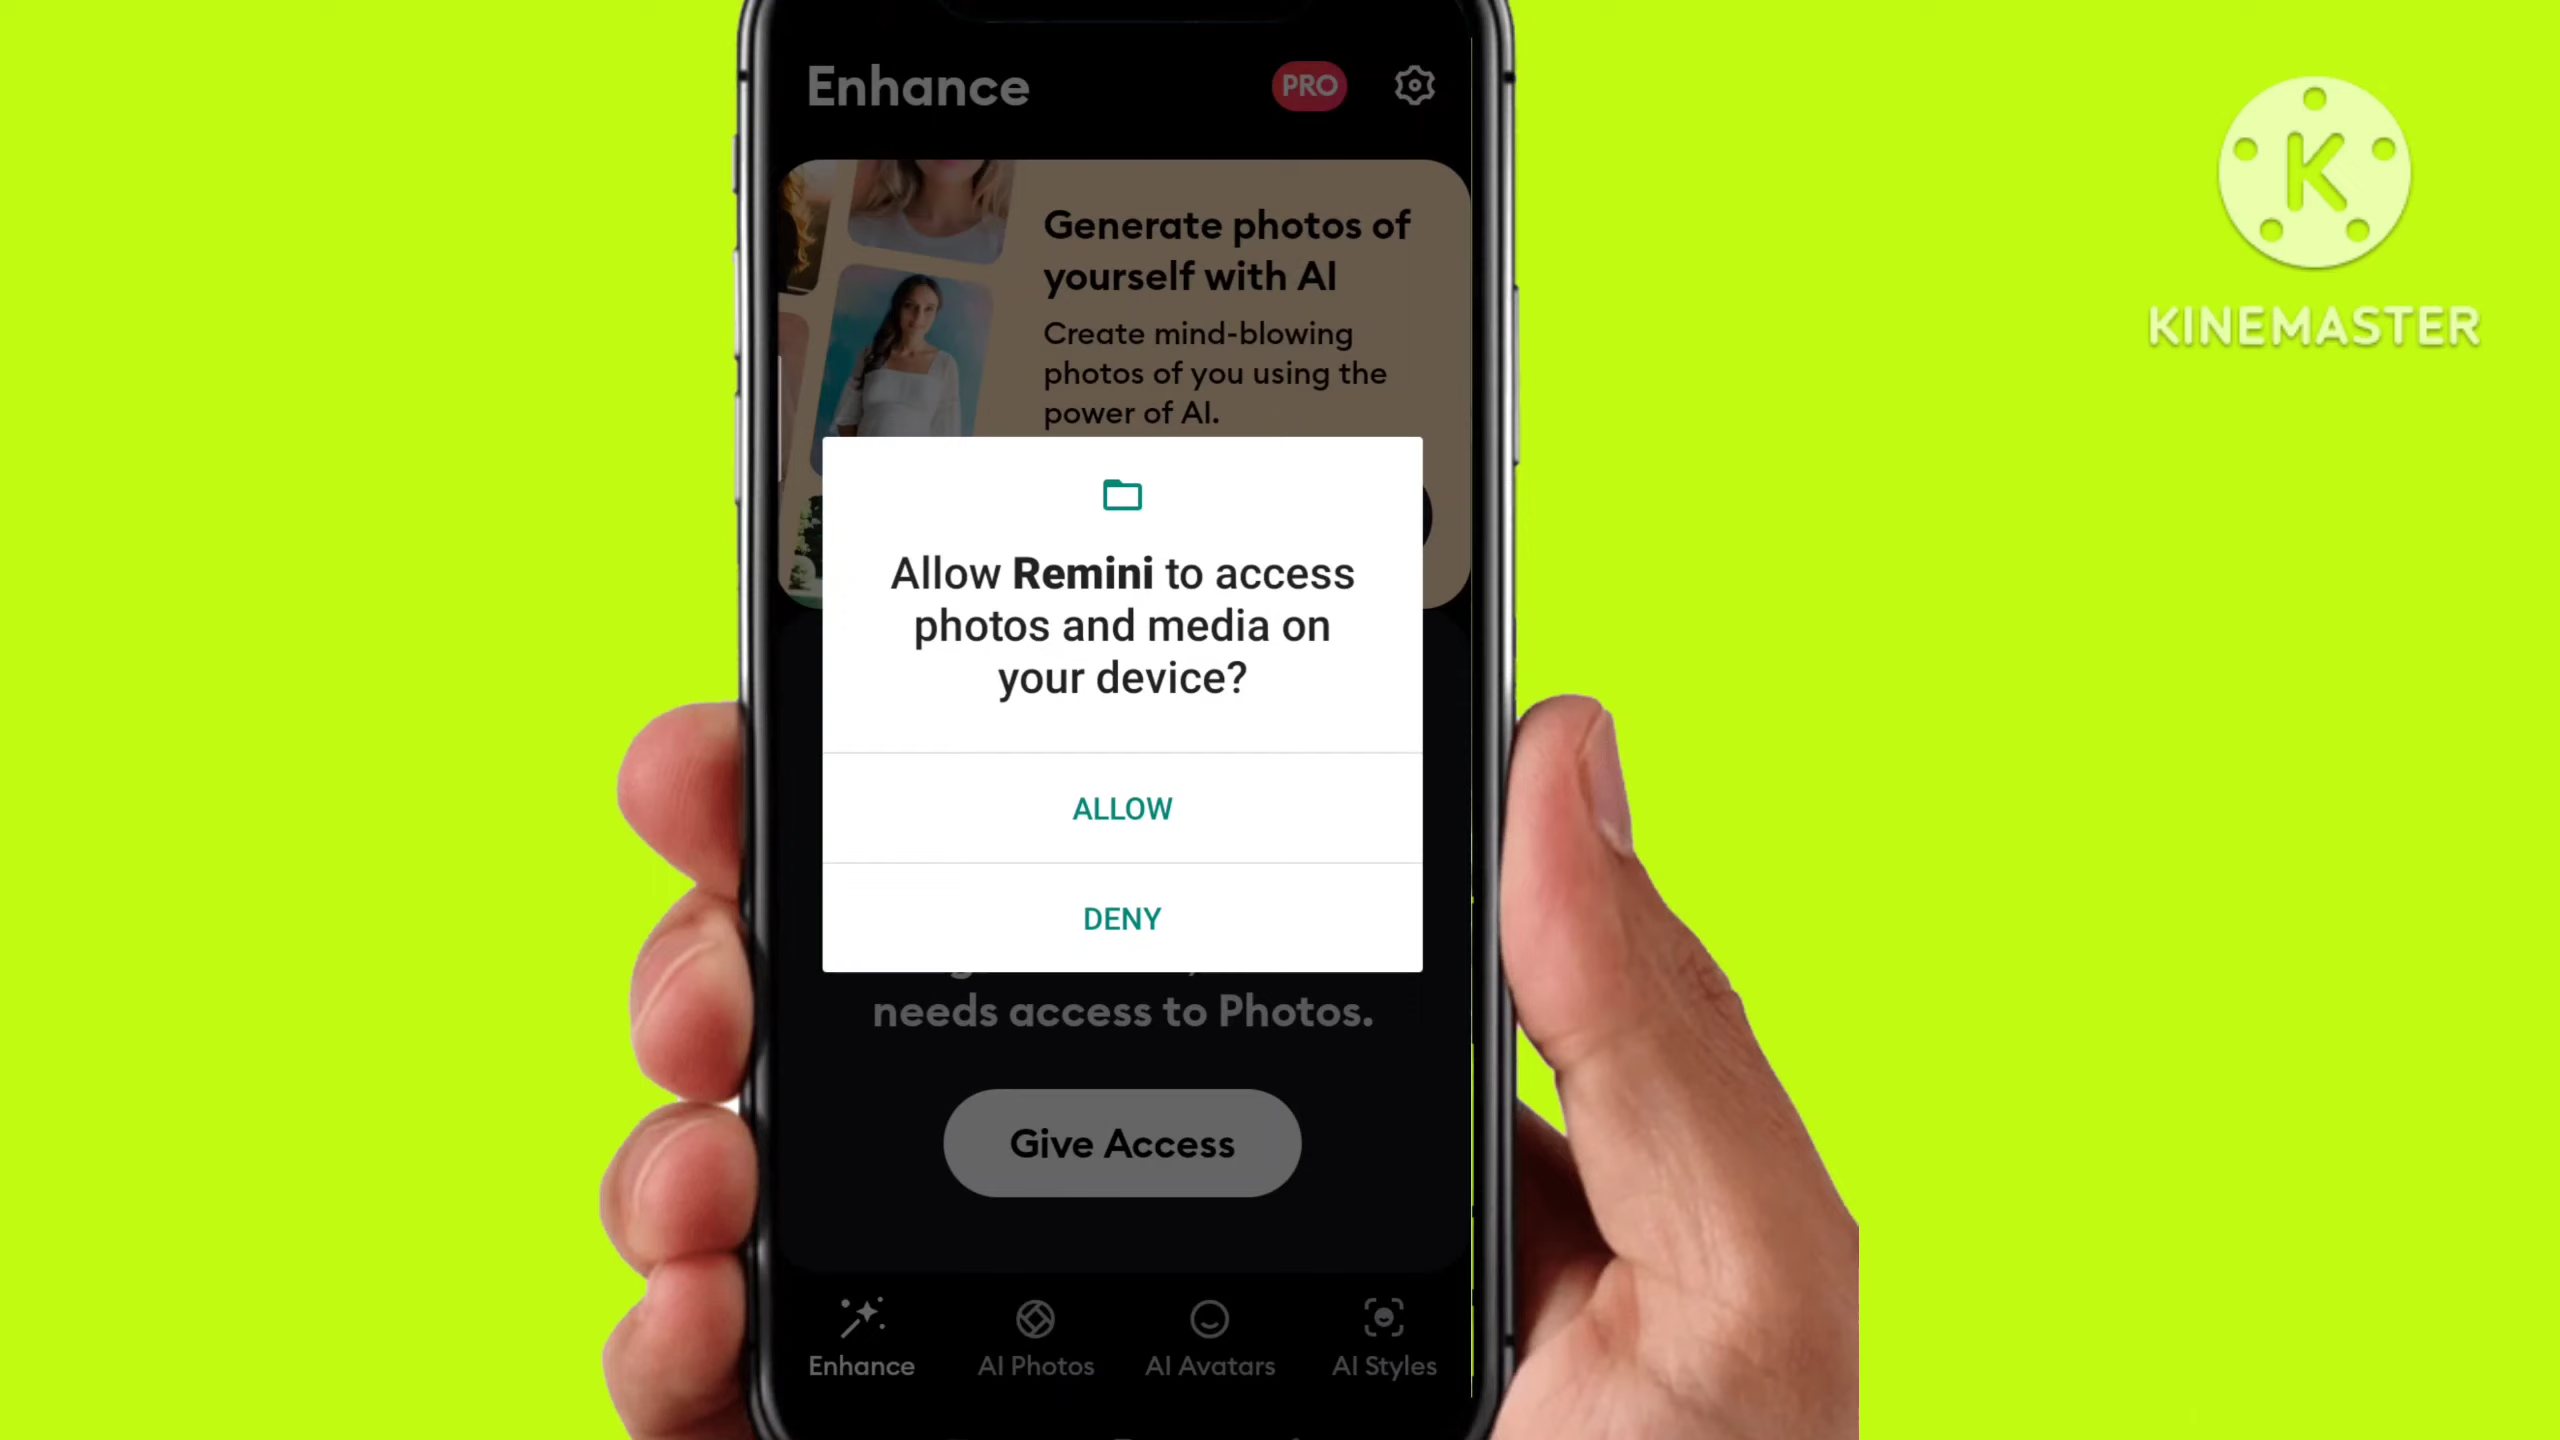 Enhance
PRO
K
KINEMASTER
Generate photos of
yourself with AI
Create mind-blowing
photos of you using the
power of AI.
Allow Remini to access
photos and media on
your device?
ALLOW
DENY
needs access to Photos.
Give Access
Enhance
AI Photos
AI Avatars
AI Styles